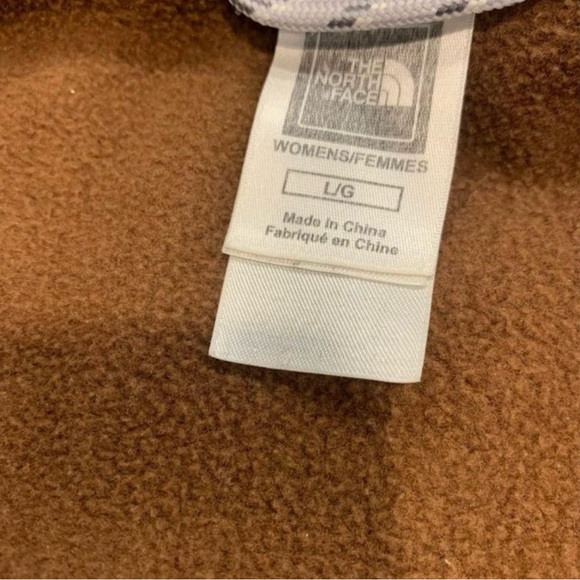 THE
NORTH
FACE
WOMENS/FEMMES
L/G
Made in China
Fabriqué en Chine